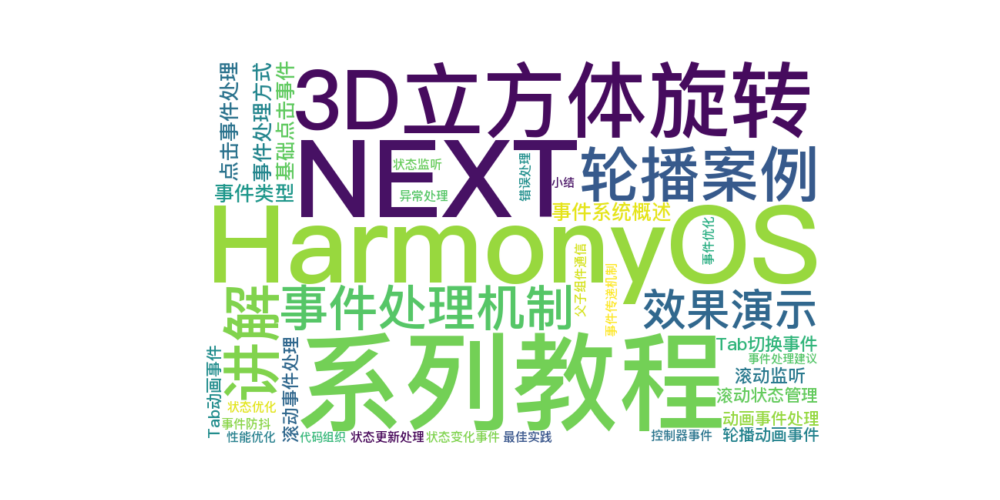 3D立方体旋转
NEXT
轮播案例
HarmonyOS
讲解
事件处理机制
效果演示
系列教程
点击事件处理
事件处理方式
基础点击事件
事件类型
状态监听
异常处理
错误处理
小结
事件系统概述
事件优化
父子组件通信
事件传递机制
Tab切换事件
事件处理建议
滚动监听
滚动状态管理
动画事件处理
轮播动画事件
控制器事件
Tab动画事件
滚动事件处理
状态优化
事件防抖
性能优化
代码组织
状态更新处理
状态变化事件
最佳实践